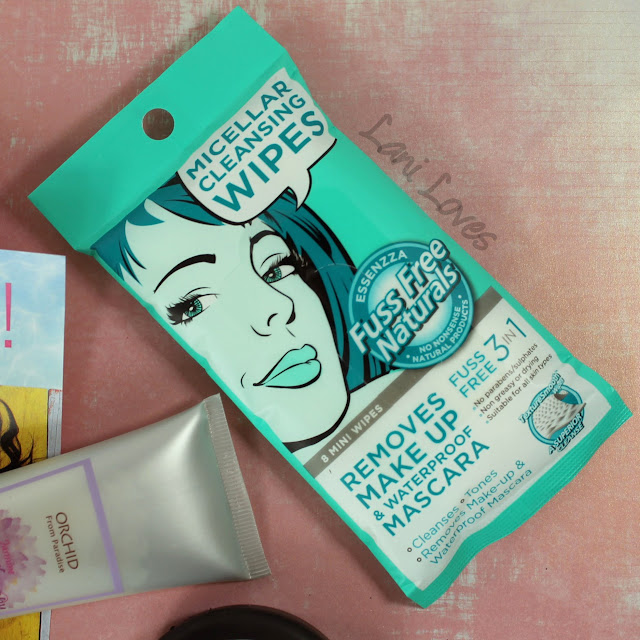 MICELLAR
CLEANSING
WIPES
Lani Loves
ESSENZZA
Fuss Free
Naturals
NO NONSENSE
NATURAL PRODUCTS
8 MINI WIPES
REMOVES
MAKE UP
& WATERPROOF
MASCARA
FUSS
FREE 3 IN 1
•No parabens/sulphates
•Non greasy or drying
•Suitable for all skin types
Cleanses Tones
Removes Make-up &
Waterproof Mascara
!
ORCHID
From Paradise